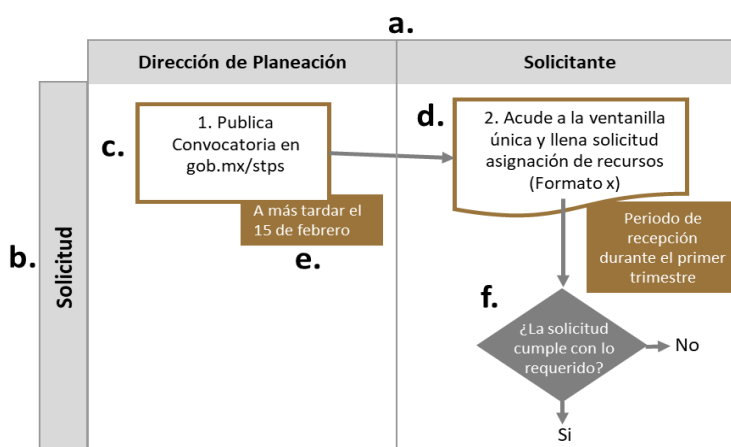 a.
Dirección de Planeación
Solicitante
b.
Solicitud
c.
1. Publica
Convocatoria en
gob.mx/stps
A más tardar el
15 de febrero
e.
d.
2. Acude a la ventanilla
única y llena solicitud
asignación de recursos
(Formato x)
Periodo de
recepción
durante el primer
trimestre
f.
¿La solicitud
cumple con lo
requerido?
No
Si